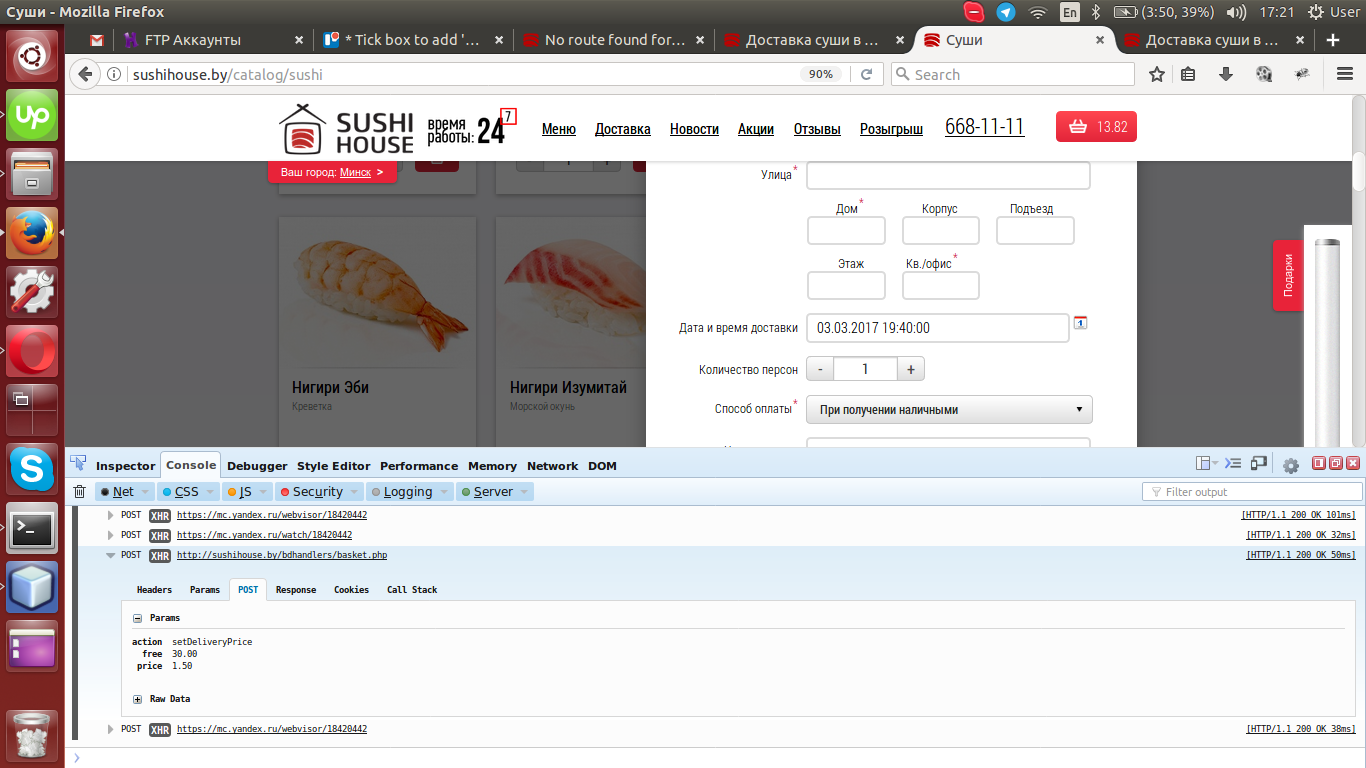 Суши - Mozilla Firefox
En
(3:50, 39%)
17:21
User
FTP Аккаунты
* Tick box to add '...
No route found for...
Доставка суши в ...
Суши
Доставка суши в ...
sushihouse.by/catalog/sushi
90%
Search
SUSHI HOUSE
время работы: 24 7
Меню
Доставка
Новости
Акции
Отзывы
Розыгрыш
668-11-11
13.82
Ваш город: Минск >
Улица*
Дом*
Корпус
Подъезд
Этаж
Кв./офис*
Подарки
Дата и время доставки
03.03.2017 19:40:00
Количество персон
- 1 +
Нигири Эби
Креветка
Нигири Изумитай
Морской окунь
Способ оплаты*
При получении наличными
Inspector
Console
Debugger
Style Editor
Performance
Memory
Network
DOM
Net
CSS
JS
Security
Logging
Server
Filter output
POST XHR https://mc.yandex.ru/webvisor/18420442 [HTTP/1.1 200 OK 101ms]
POST XHR https://mc.yandex.ru/watch/18420442 [HTTP/1.1 200 OK 32ms]
POST XHR http://sushihouse.by/bdhandlers/basket.php [HTTP/1.1 200 OK 50ms]
Headers
Params
POST
Response
Cookies
Call Stack
Params
action setDeliveryPrice
free 30.00
price 1.50
Raw Data
POST XHR https://mc.yandex.ru/webvisor/18420442 [HTTP/1.1 200 OK 38ms]